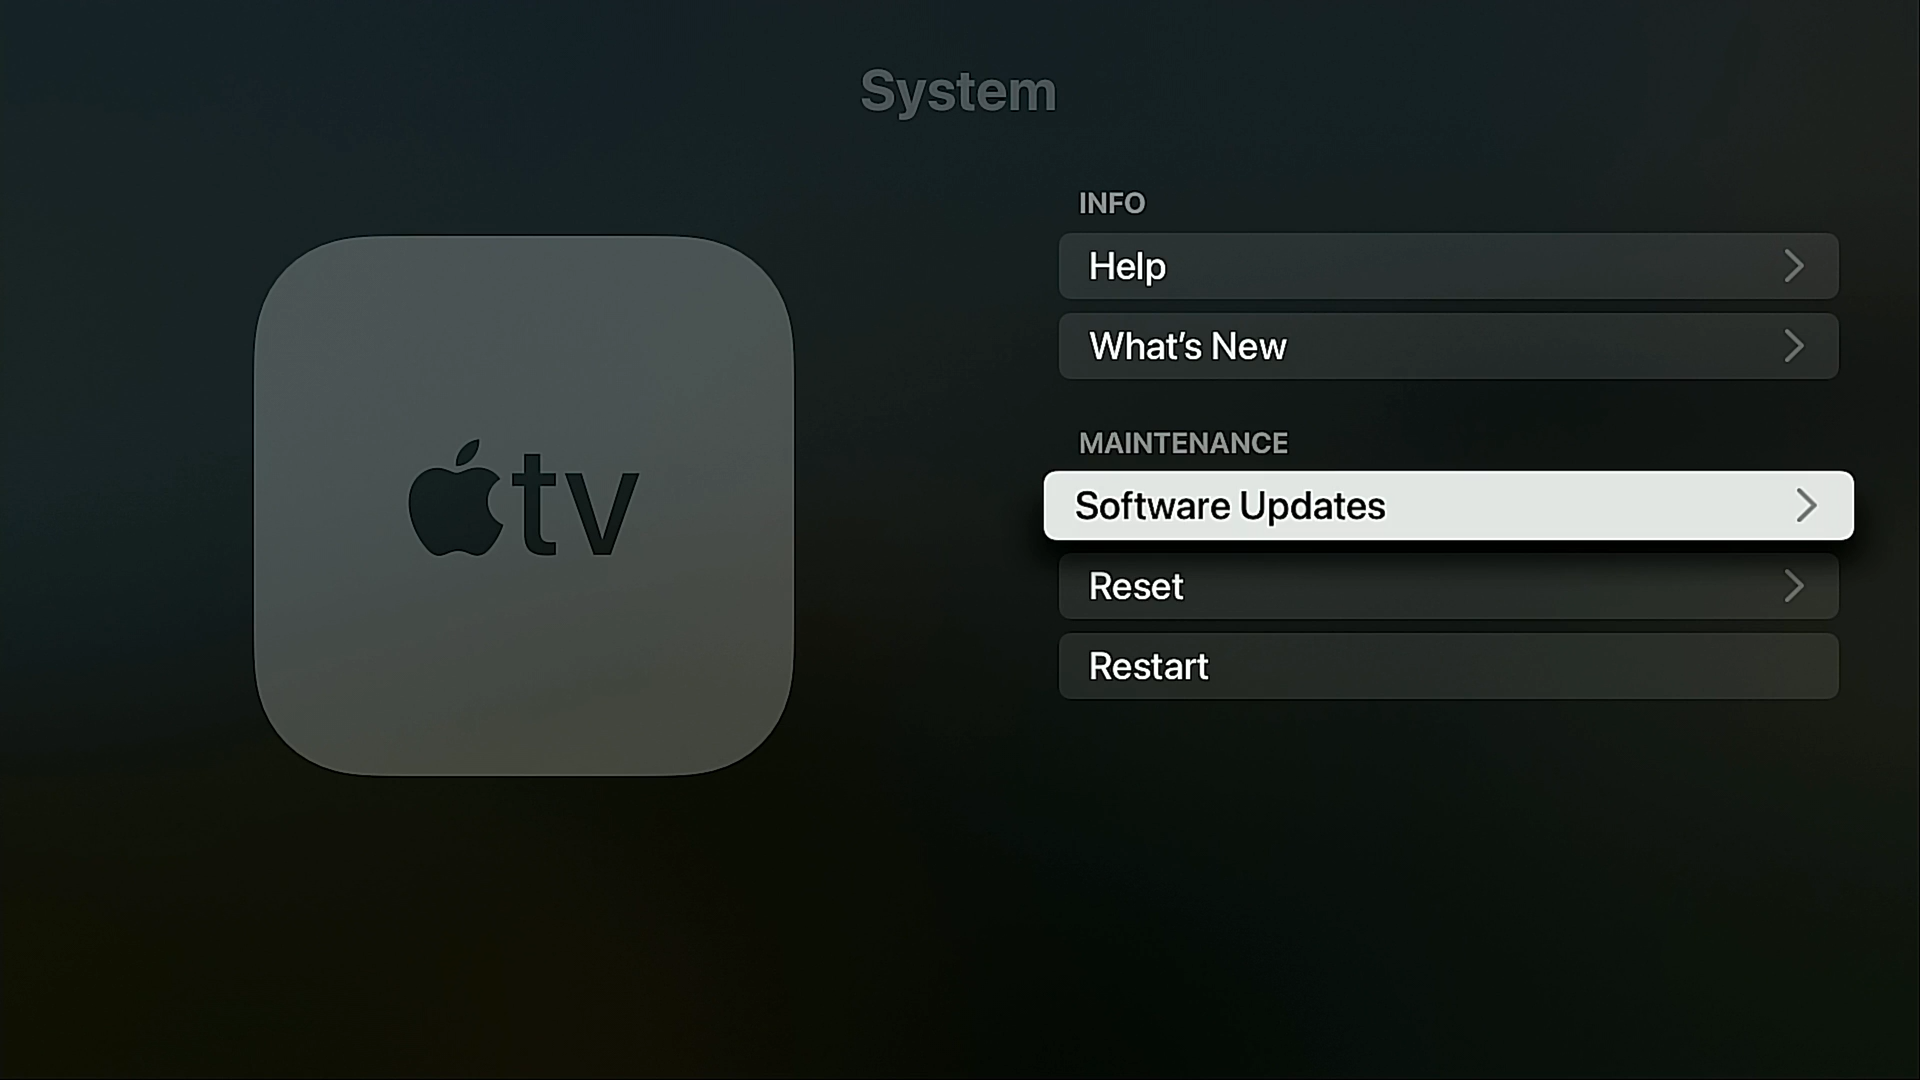 System
INFO
Help
What's New
tv
MAINTENANCE
Software Updates
Reset
Restart